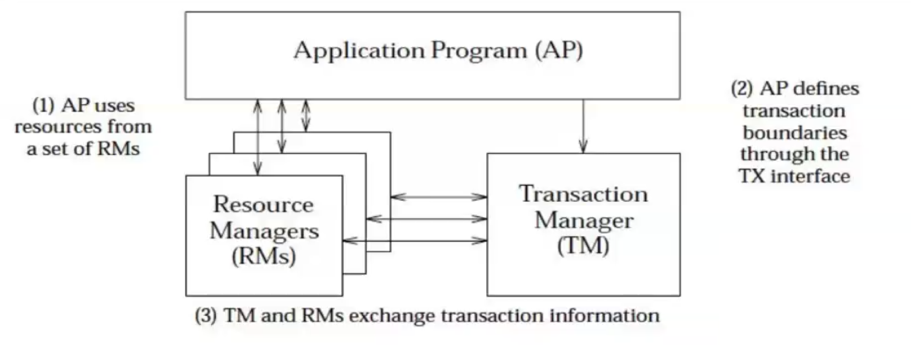 Application Program (AP)
(1) AP uses
resources from
a set of RMs
(2) AP defines
transaction
boundaries
through the
TX interface
Resource
Managers
(RMs)
Transaction
Manager
(TM)
(3) TM and RMs exchange transaction information